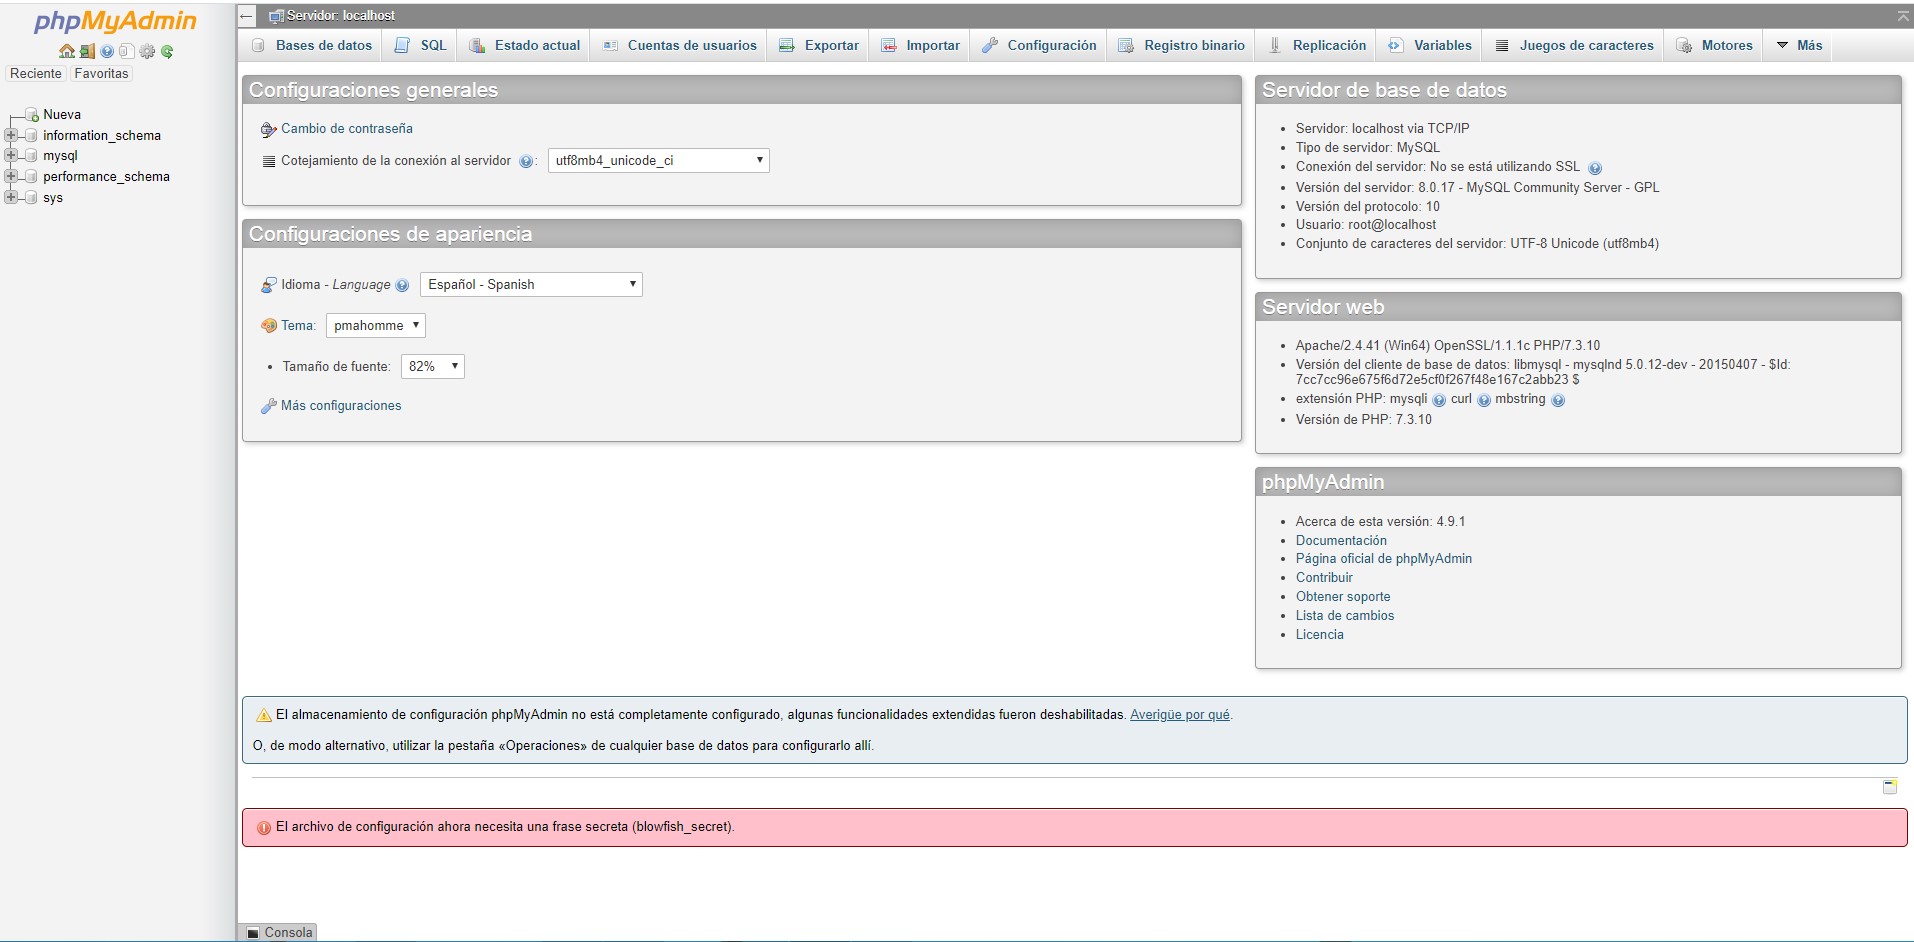 phpMyAdmin
Reciente Favoritas
Nueva
information_schema
mysql
performance_schema
sys
Servidor: localhost
Bases de datos SQL Estado actual Cuentas de usuarios Exportar Importar Configuración Registro binario Replicación Variables Juegos de caracteres Motores Más
Configuraciones generales
Cambio de contraseña
Cotejamiento de la conexión al servidor : utf8mb4_unicode_ci
Configuraciones de apariencia
Idioma - Language Español - Spanish
Tema: pmahomme
• Tamaño de fuente: 82%
Más configuraciones
Servidor de base de datos
• Servidor: localhost via TCP/IP
• Tipo de servidor: MySQL
• Conexión del servidor: No se está utilizando SSL
• Versión del servidor: 8.0.17 - MySQL Community Server - GPL
• Versión del protocolo: 10
• Usuario: root@localhost
• Conjunto de caracteres del servidor: UTF-8 Unicode (utf8mb4)
Servidor web
• Apache/2.4.41 (Win64) OpenSSL/1.1.1c PHP/7.3.10
• Versión del cliente de base de datos: libmysql - mysqlnd 5.0.12-dev - 20150407 - $Id:
7cc7cc96e675f6d72e5cf0f267f48e167c2abb23 $
• extensión PHP: mysqli curl mbstring
• Versión de PHP: 7.3.10
phpMyAdmin
• Acerca de esta versión: 4.9.1
• Documentación
• Página oficial de phpMyAdmin
• Contribuir
• Obtener soporte
• Lista de cambios
• Licencia
El almacenamiento de configuración phpMyAdmin no está completamente configurado, algunas funcionalidades extendidas fueron deshabilitadas. Averigüe por qué.
O, de modo alternativo, utilizar la pestaña «Operaciones» de cualquier base de datos para configurarlo allí.
El archivo de configuración ahora necesita una frase secreta (blowfish_secret).
Consola